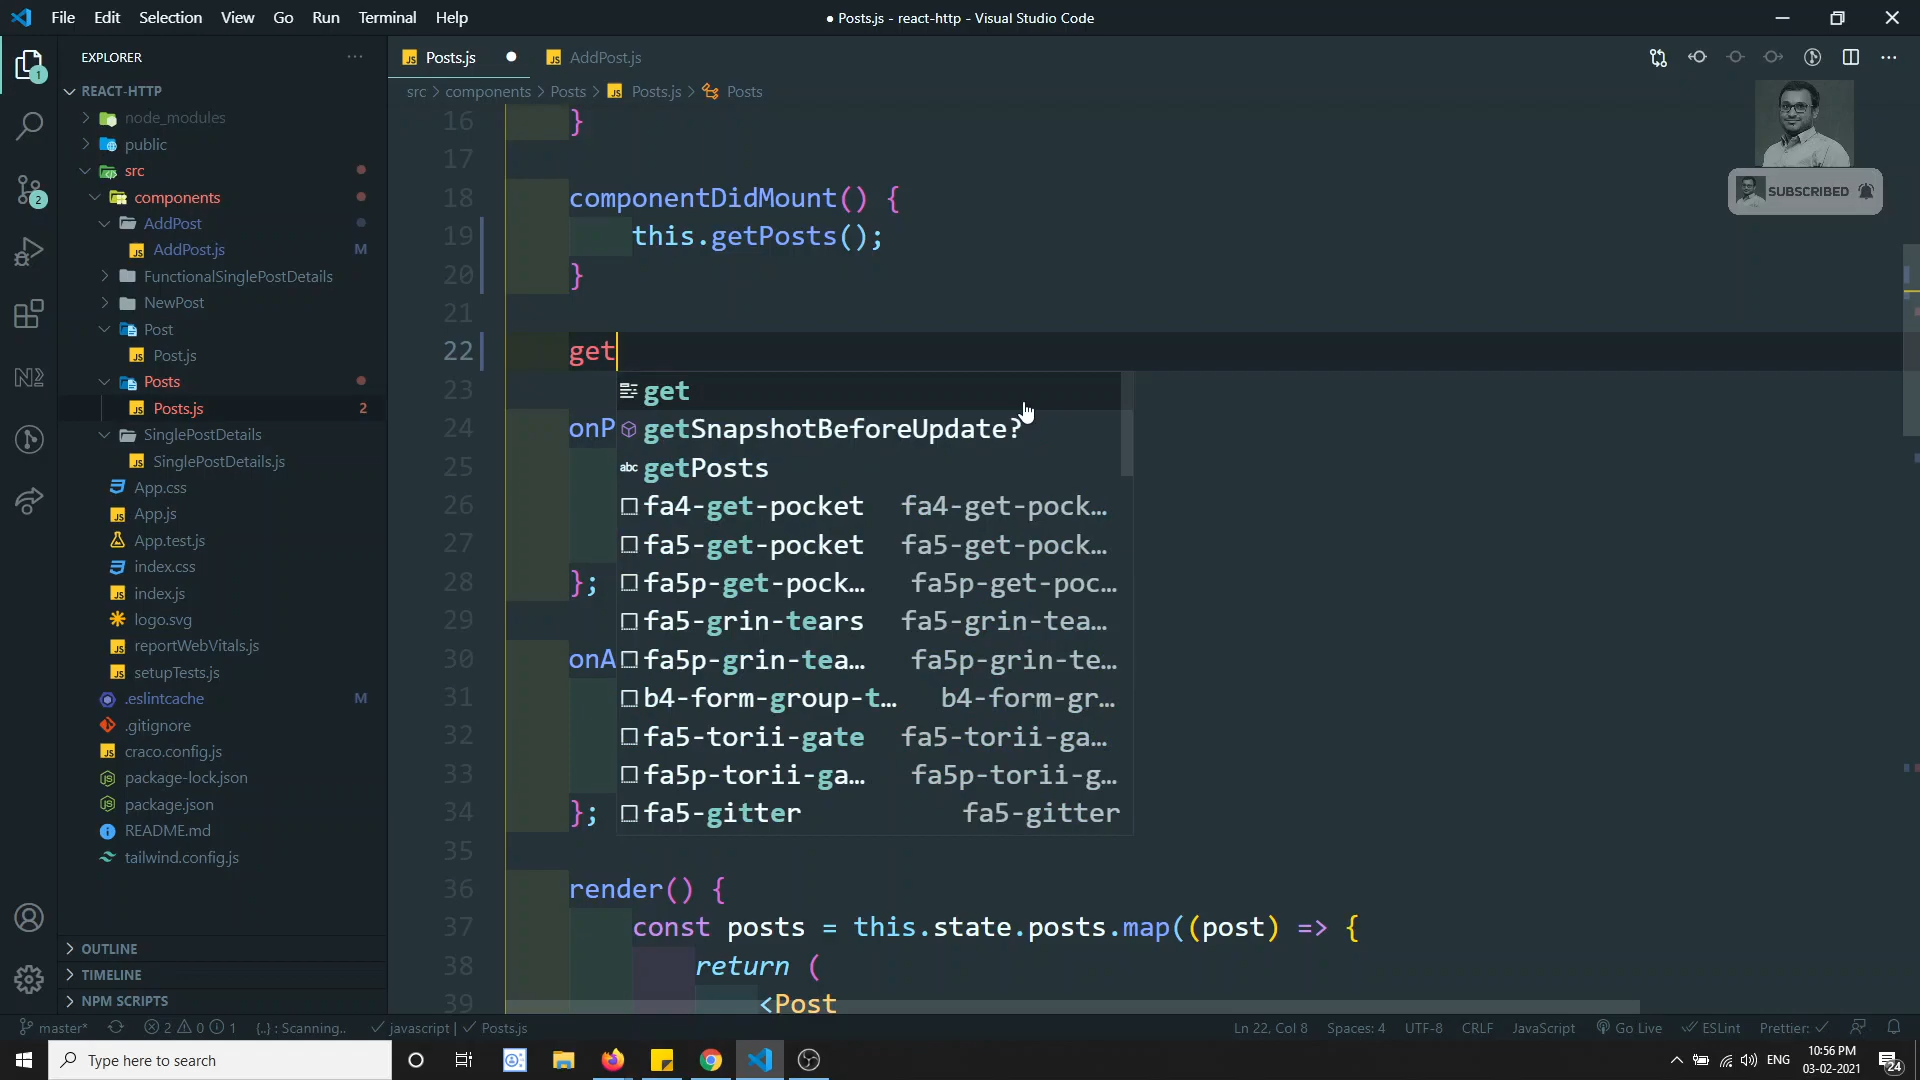 File Edit Selection View Go Run Terminal Help
● Posts.js - react-http - Visual Studio Code
EXPLORER
REACT-HTTP
node_modules
public
src
components
AddPost
AddPost.js M
FunctionalSinglePostDetails
NewPost
Post
Post.js
Posts
Posts.js 2
SinglePostDetails
SinglePostDetails.js
App.css
App.js
App.test.js
index.css
index.js
logo.svg
reportWebVitals.js
setupTests.js
.eslintcache M
.gitignore
craco.config.js
package-lock.json
package.json
README.md
tailwind.config.js
OUTLINE
TIMELINE
NPM SCRIPTS
1
2
Posts.js
AddPost.js
src > components > Posts > Posts.js > Posts
SUBSCRIBED
16 }
17
18 componentDidMount() {
19 this.getPosts();
20 }
21
22 get
23
24 onP
25
26
27
28 };
29
30 onA
31
32
33
34 };
35
36 render() {
37 const posts = this.state.posts.map((post) => {
38 return (
39 <Post
get
getSnapshotBeforeUpdate?
abc getPosts
fa4-get-pocket fa4-get-pock…
fa5-get-pocket fa5-get-pock…
fa5p-get-pock… fa5p-get-poc…
fa5-grin-tears fa5-grin-tea…
fa5p-grin-tea… fa5p-grin-te…
b4-form-group-t… b4-form-gr…
fa5-torii-gate fa5-torii-ga…
fa5p-torii-ga… fa5p-torii-g…
fa5-gitter fa5-gitter
master* 2 0 1 {..} : Scanning.. javascript | Posts.js
Ln 22, Col 8 Spaces: 4 UTF-8 CRLF JavaScript Go Live ESLint Prettier:
Type here to search
ENG
10:56 PM
03-02-2021
24